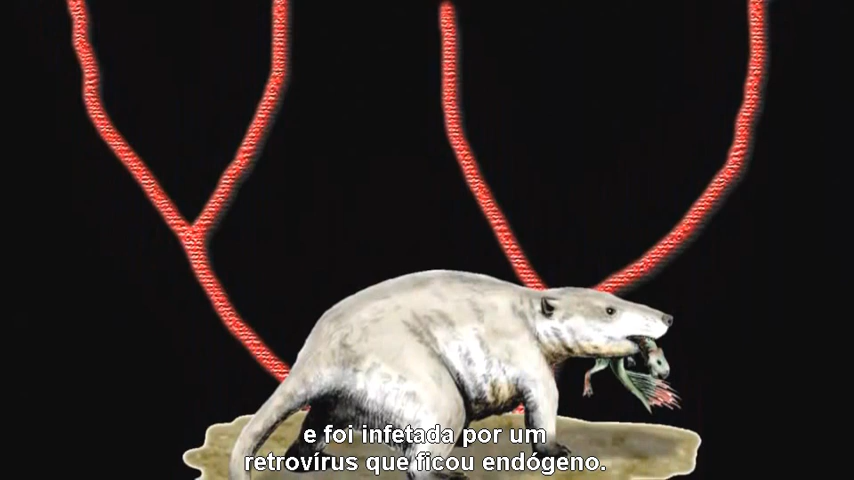 e foi infetada por um
retrovírus que ficou endógeno.